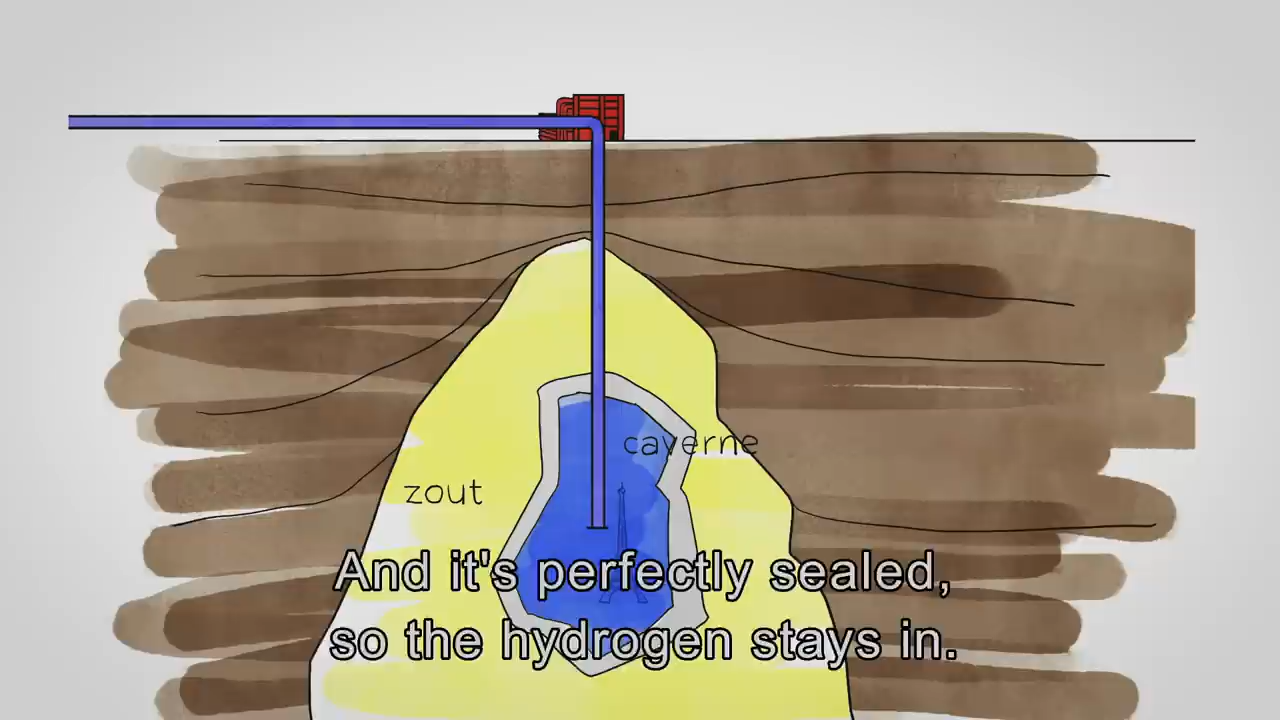 caverne
zout
And it's perfectly sealed,
so the hydrogen stays in.